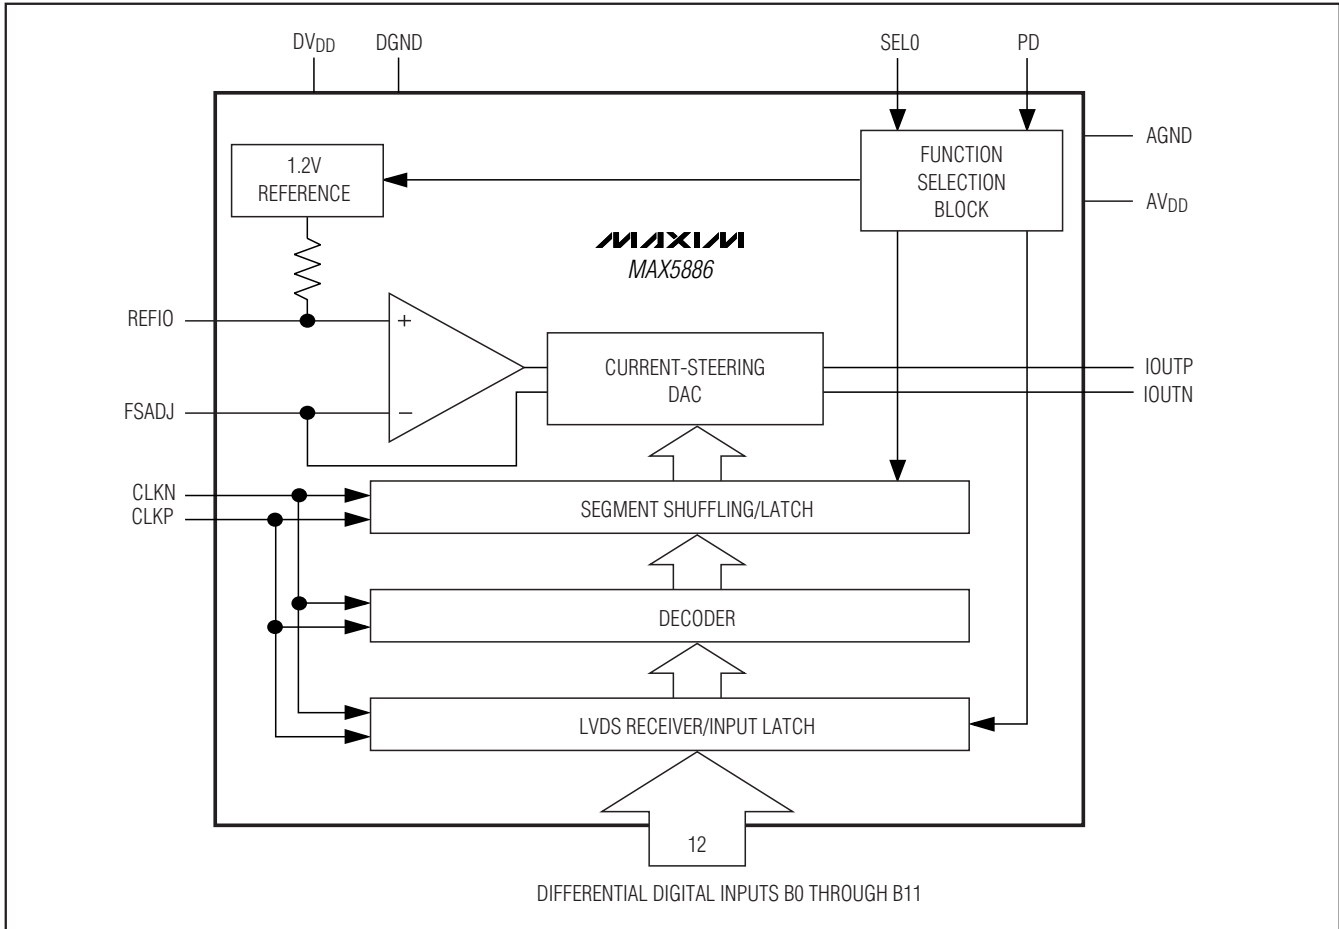 DVDD DGND SEL0 PD
AGND
AVDD
1.2V
REFERENCE
FUNCTION
SELECTION
BLOCK
MAXIM
MAX5886
REFIO
+
FSADJ
−
CURRENT-STEERING
DAC
IOUTP
IOUTN
CLKN
CLKP
SEGMENT SHUFFLING/LATCH
DECODER
LVDS RECEIVER/INPUT LATCH
12
DIFFERENTIAL DIGITAL INPUTS B0 THROUGH B11